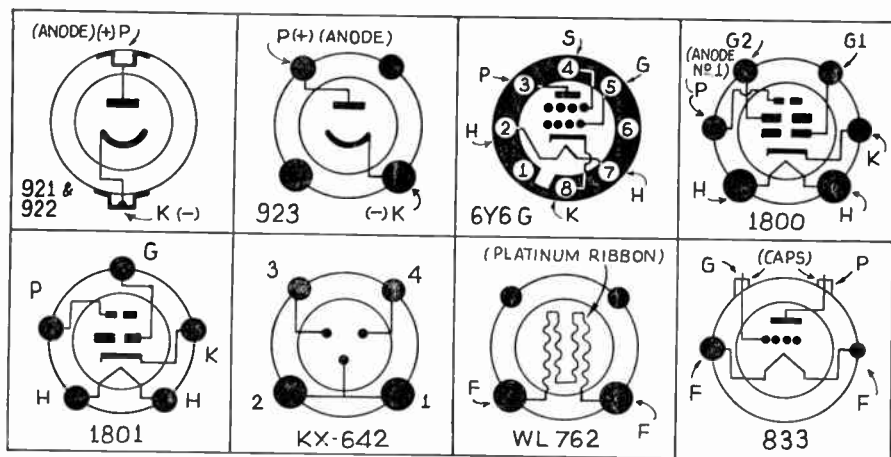 (ANODE)(+)P
921 &
922
K (−)
P(+) (ANODE)
923
(−)K
S
P
G
H
1
2
3
4
5
6
7
8
H
K
6Y6 G
G2
G1
(ANODE
Nº 1)
P
K
H
H
1800
G
P
K
H
H
1801
3
4
2
1
KX-642
(PLATINUM RIBBON)
F
F
WL 762
G
(CAPS)
P
F
F
833